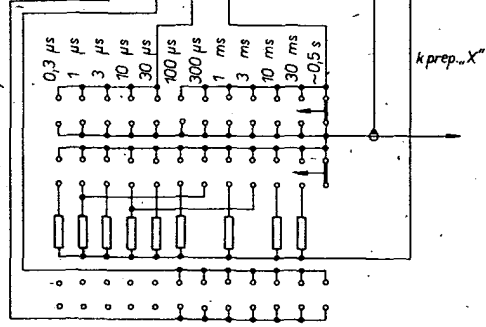 0,3 µs
1 µs
3 µs
10 µs
30 µs
100 µs
300 µs
1 ms
3 ms
10 ms
30 ms
~0,5 s
k prep. „X"